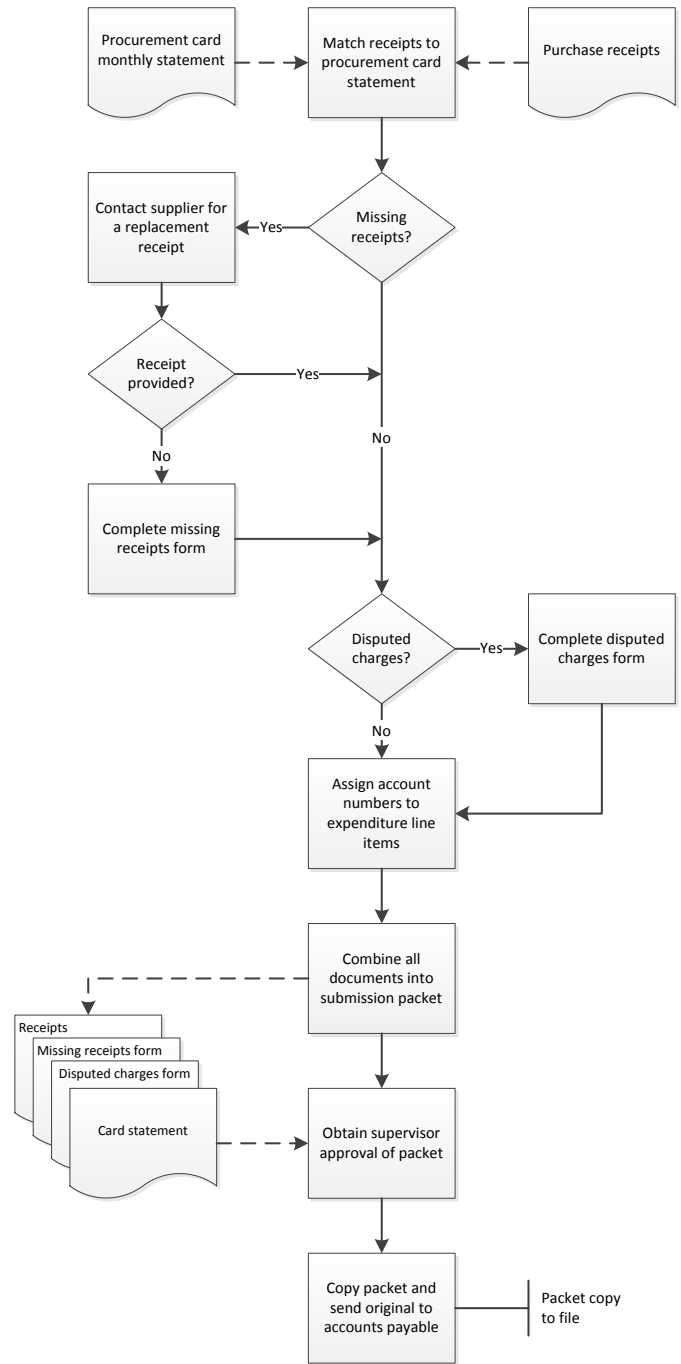 Procurement card
monthly statement
Match receipts to
procurement card
statement
Purchase receipts
Contact supplier for
a replacement
receipt
Yes
Missing
receipts?
Receipt
provided?
Yes
No
No
Complete missing
receipts form
Disputed
charges?
Yes
Complete disputed
charges form
No
Assign account
numbers to
expenditure line
items
Combine all
documents into
submission packet
Receipts
Missing receipts form
Disputed charges form
Card statement
Obtain supervisor
approval of packet
Copy packet and
send original to
accounts payable
Packet copy
to file